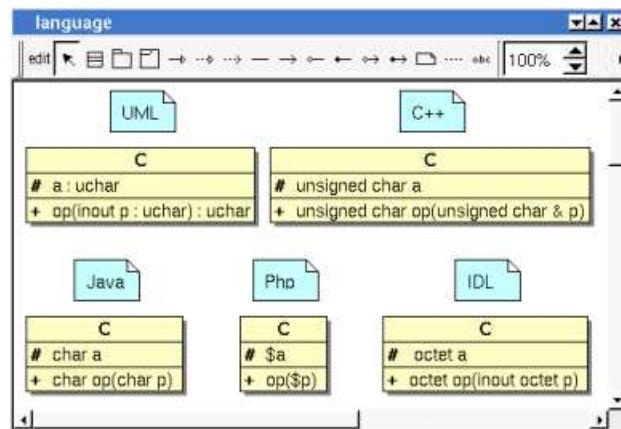 language
edit abc 100%
UML
C++
C
# a : uchar
+ op(inout p : uchar) : uchar
C
# unsigned char a
+ unsigned char op(unsigned char & p)
Java
Php
IDL
C
# char a
+ char op(char p)
C
# $a
+ op($p)
C
# octet a
+ octet op(inout octet p)